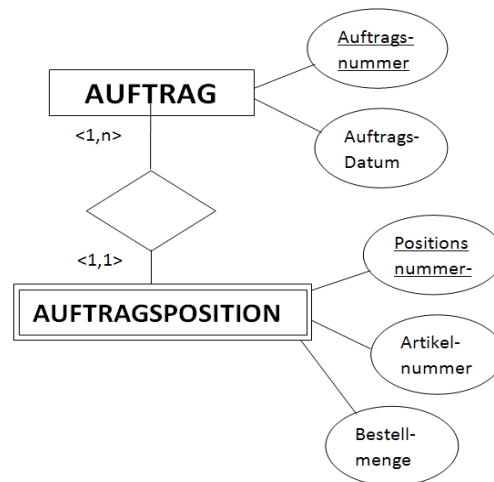 Auftrags-
nummer
AUFTRAG
<1,n>
Auftrags-
Datum
<1,1>
Positions
nummer-
AUFTRAGSPOSITION
Artikel-
nummer
Bestell-
menge